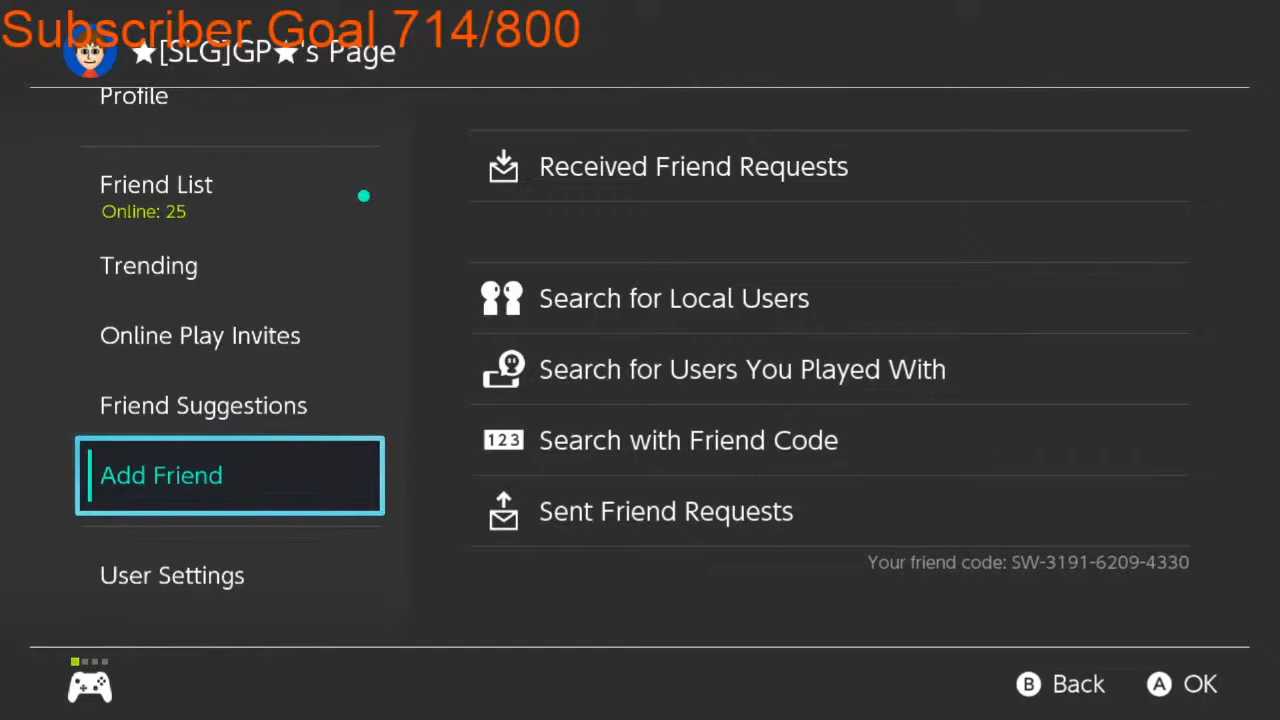 Subscriber Goal 714/800
★[SLG]GP★'s Page
Profile
Friend List
Online: 25
Trending
Online Play Invites
Friend Suggestions
Add Friend
User Settings
Received Friend Requests
Search for Local Users
Search for Users You Played With
123 Search with Friend Code
Sent Friend Requests
Your friend code: SW-3191-6209-4330
B Back A OK